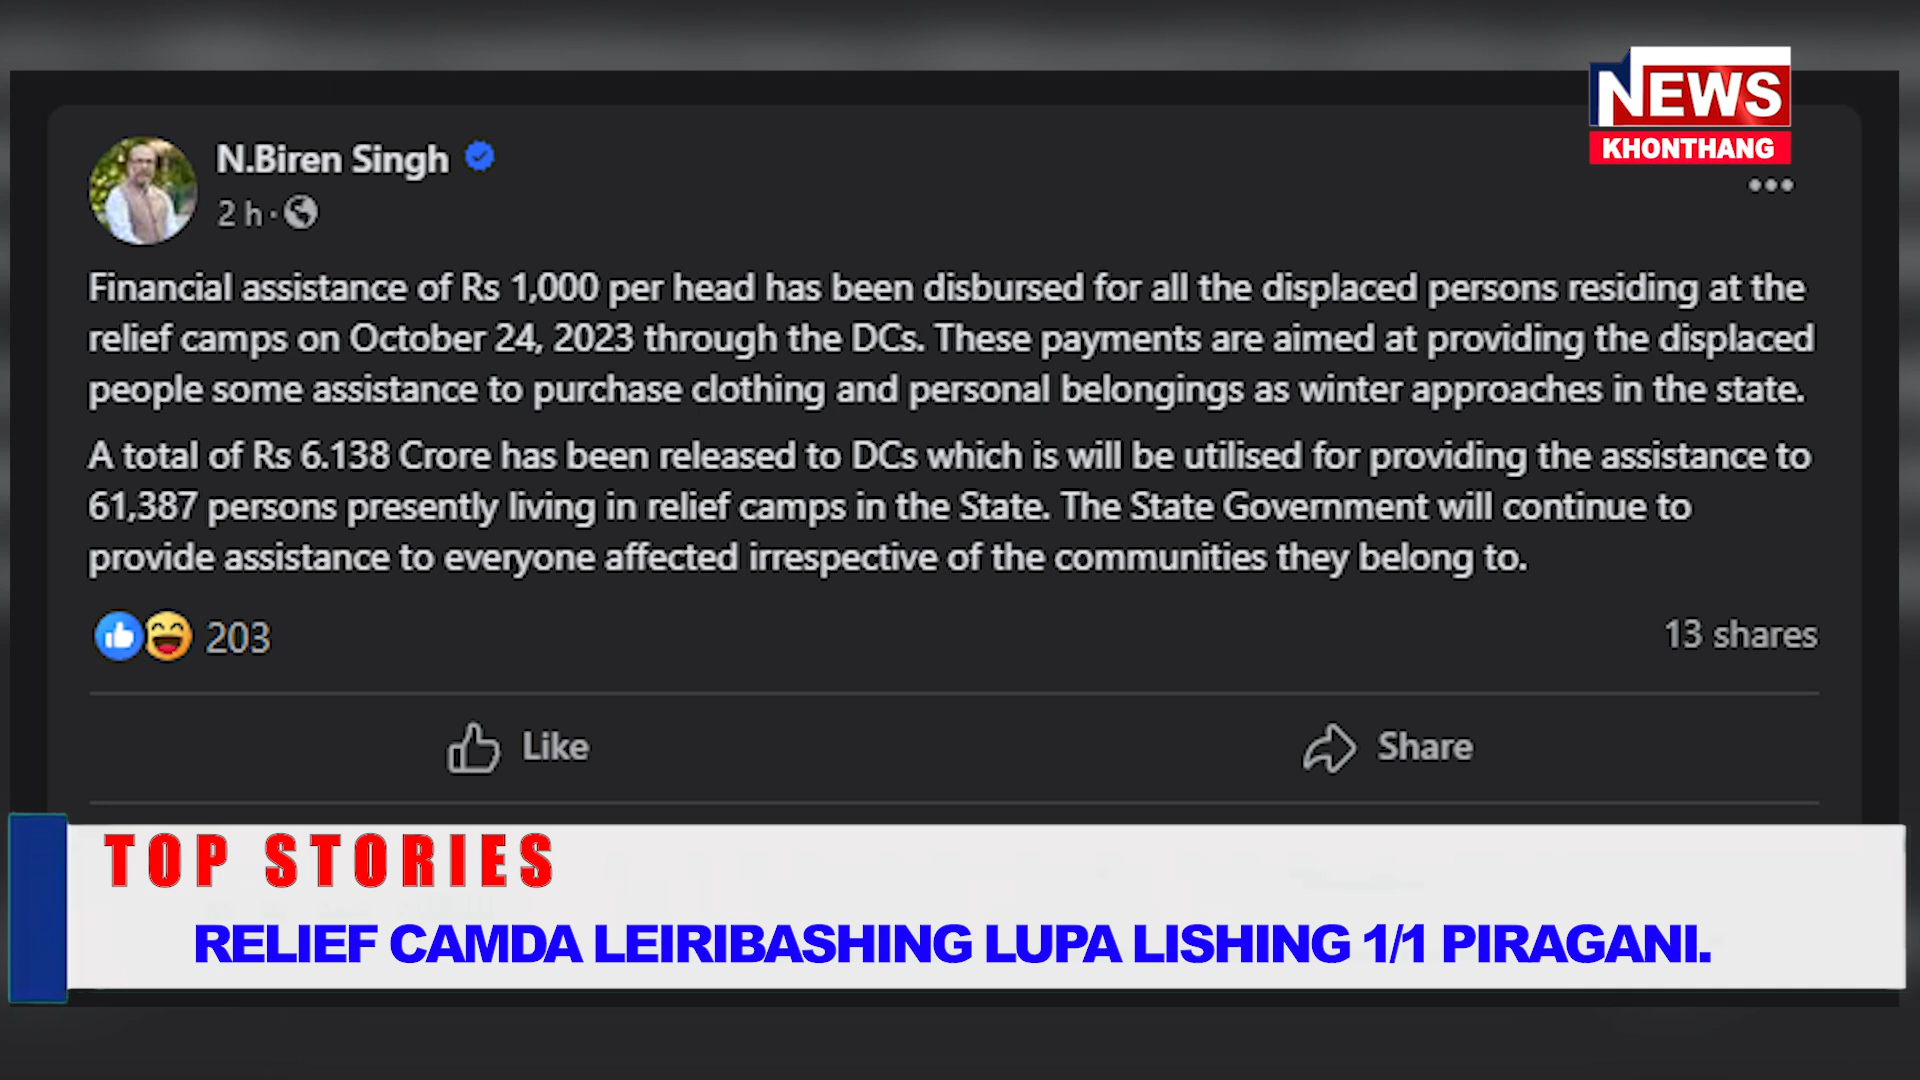 NEWS
KHONTHANG
N.Biren Singh
2 h ·
Financial assistance of Rs 1,000 per head has been disbursed for all the displaced persons residing at the
relief camps on October 24, 2023 through the DCs. These payments are aimed at providing the displaced
people some assistance to purchase clothing and personal belongings as winter approaches in the state.
A total of Rs 6.138 Crore has been released to DCs which is will be utilised for providing the assistance to
61,387 persons presently living in relief camps in the State. The State Government will continue to
provide assistance to everyone affected irrespective of the communities they belong to.
203
13 shares
Like
Share
TOP STORIES
RELIEF CAMDA LEIRIBASHING LUPA LISHING 1/1 PIRAGANI.